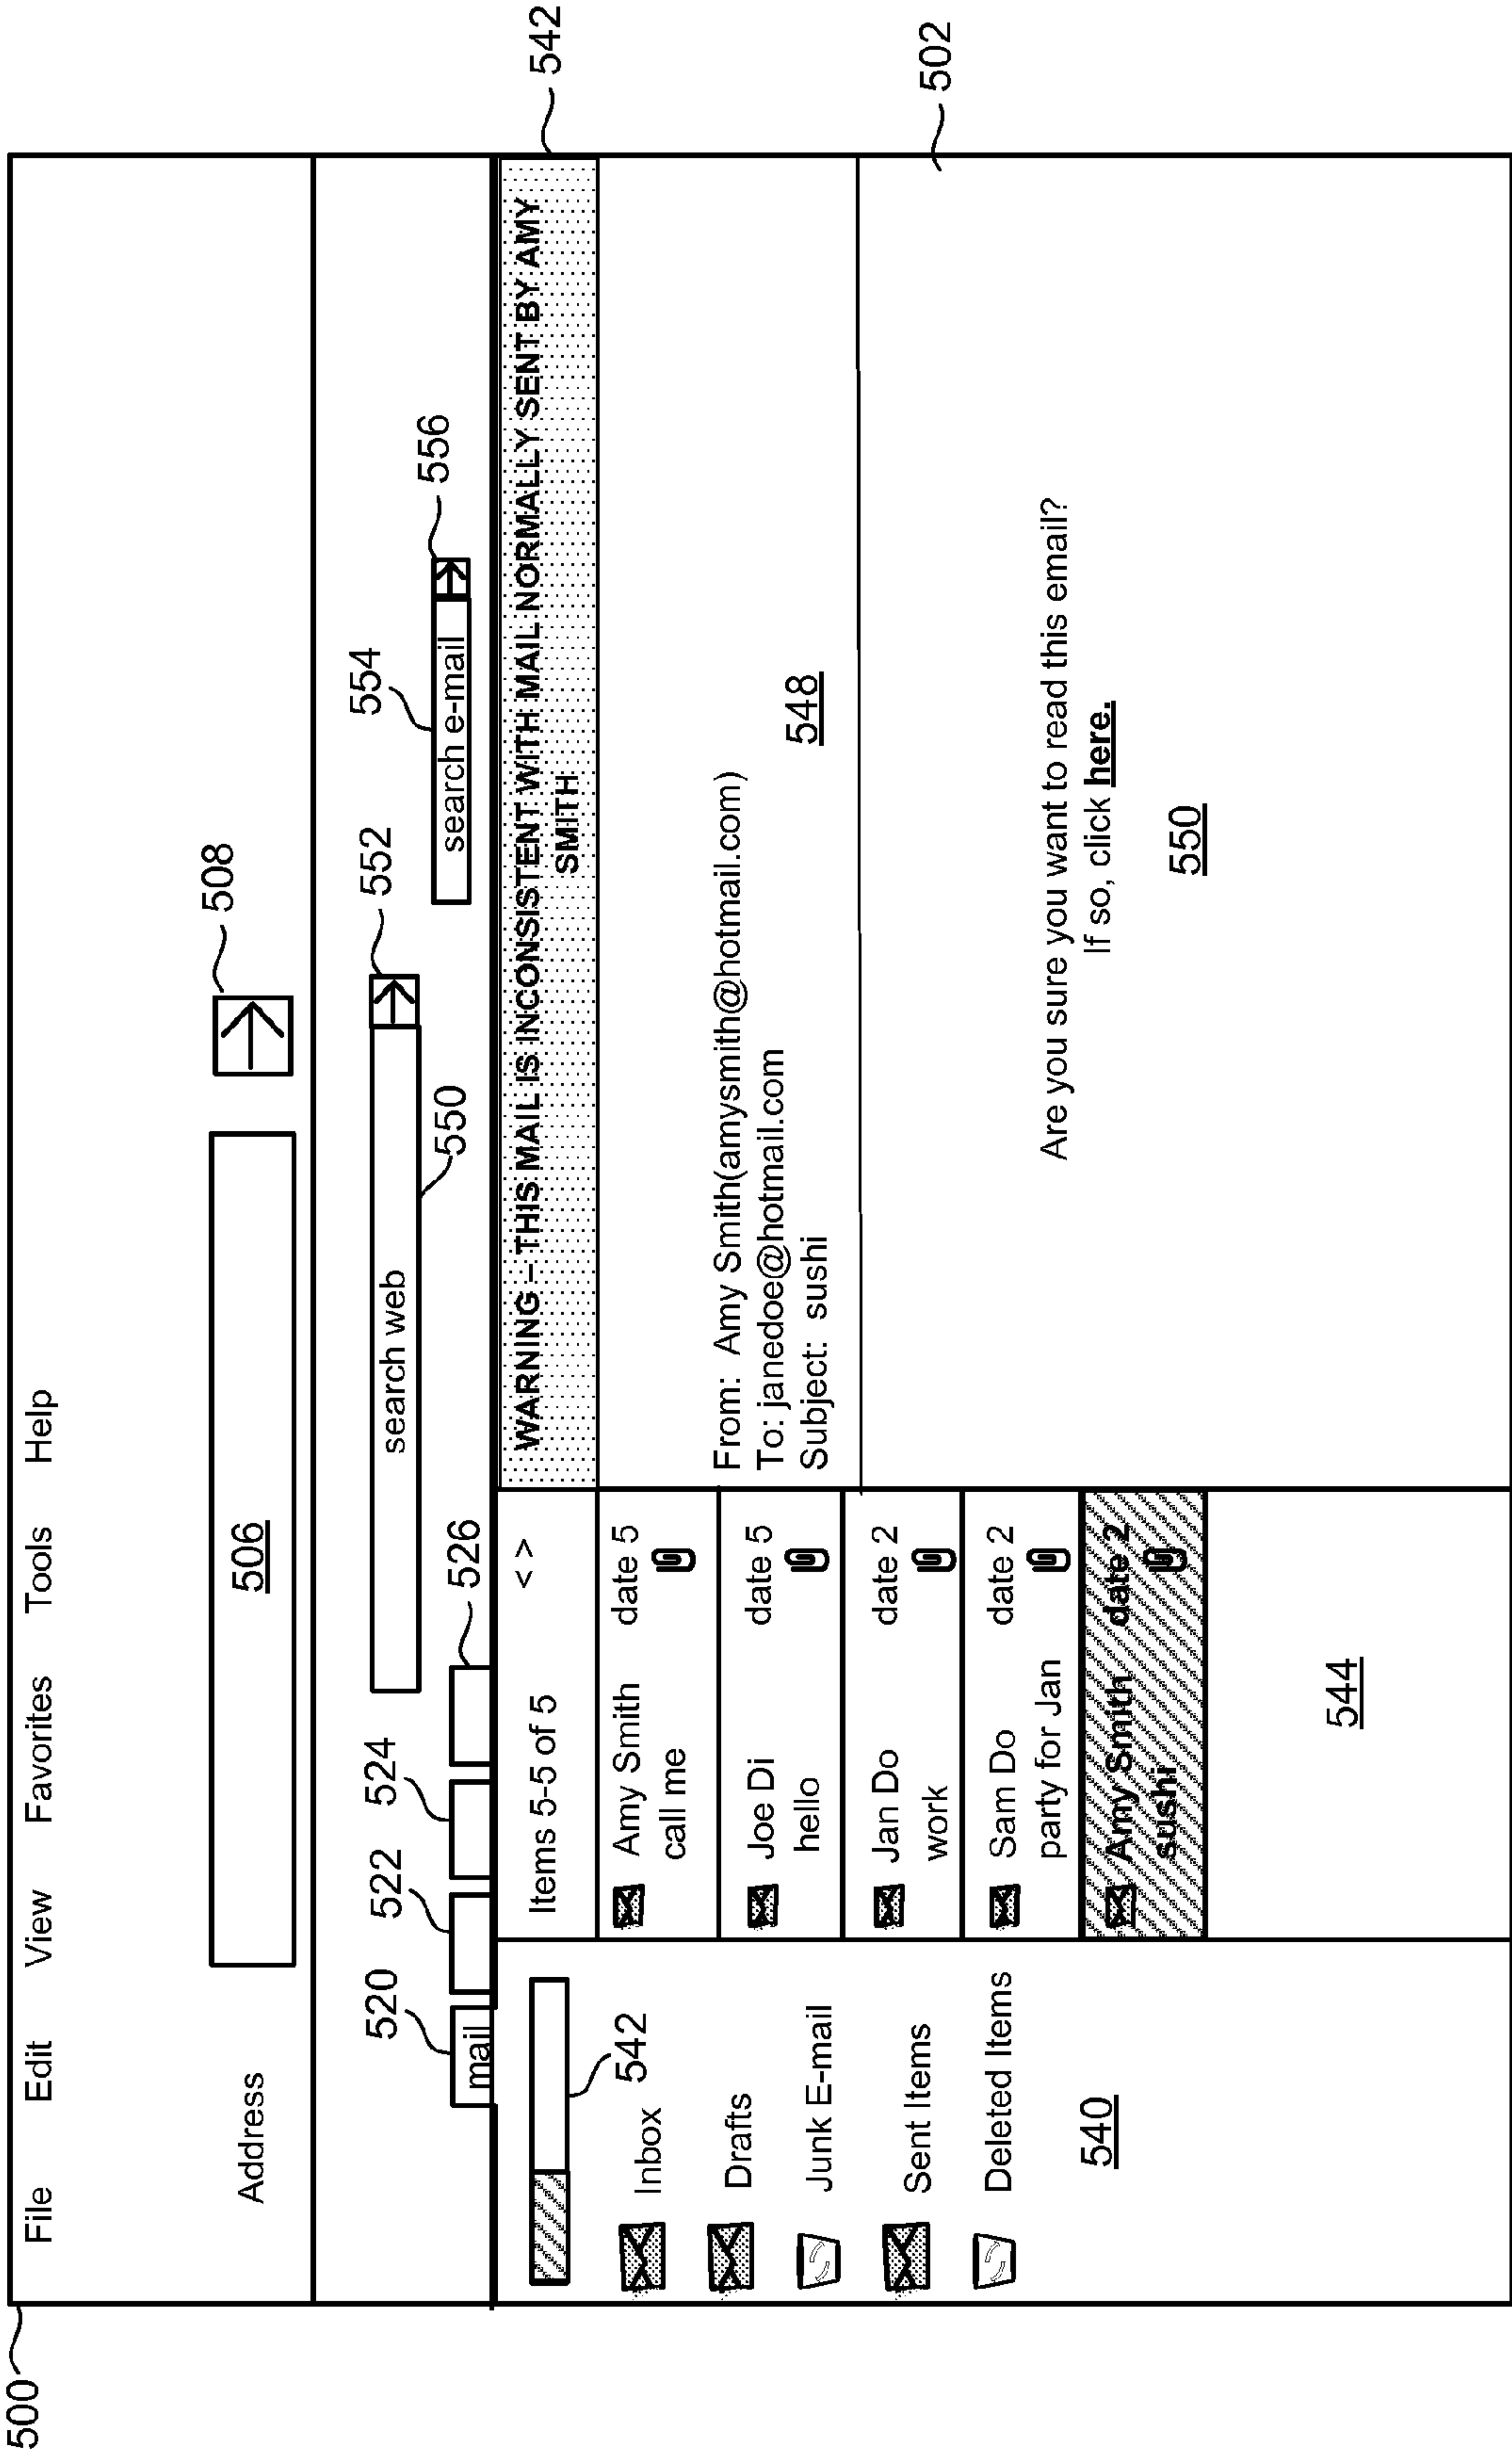 500
File Edit View Favorites Tools Help
Address
506
508
search web
550
552
554
search e-mail
556
520
522
524
526
mail
542
Inbox
Drafts
Junk E-mail
Sent Items
Deleted Items
540
Items 5-5 of 5 < >
Amy Smith date 5
call me
Joe Di date 5
hello
Jan Do date 2
work
Sam Do date 2
party for Jan
Amy Smith date 2
sushi
544
WARNING – THIS MAIL IS INCONSISTENT WITH MAIL NORMALLY SENT BY AMY
SMITH
542
From: Amy Smith(amysmith@hotmail.com)
To: janedoe@hotmail.com
Subject: sushi
548
502
Are you sure you want to read this email?
If so, click here.
550